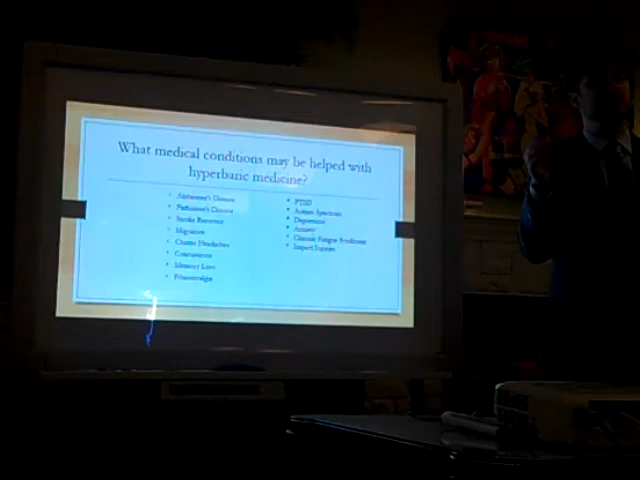 What medical conditions may be helped with
hyperbaric medicine?
Alzheimer's Disease
Parkinson's Disease
Stroke Recovery
Migraines
Cluster Headaches
Concussions
Memory Loss
Fibromyalgia
PTSD
Autism Spectrum
Depression
Anxiety
Chronic Fatigue Syndrome
Impact Injuries